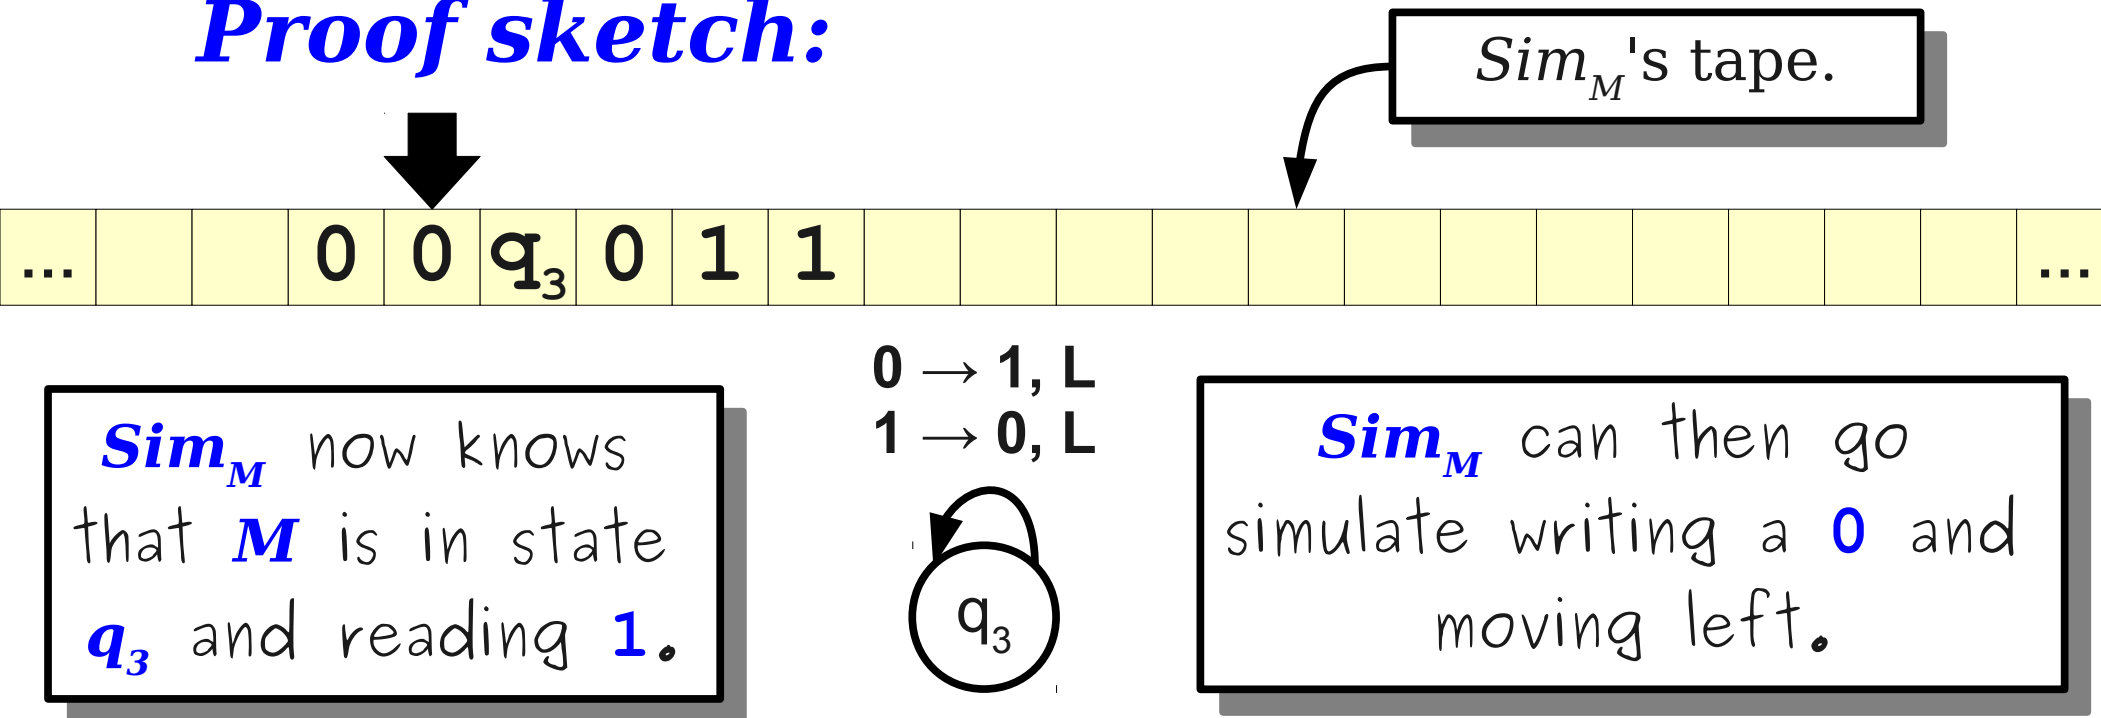 Proof sketch:
Sim_M's tape.
... 0 0 q₃ 0 1 1 ...
0 → 1, L
1 → 0, L
q₃
Sim_M now knows
that M is in state
q₃ and reading 1.
Sim_M can then go
simulate writing a 0 and
moving left.